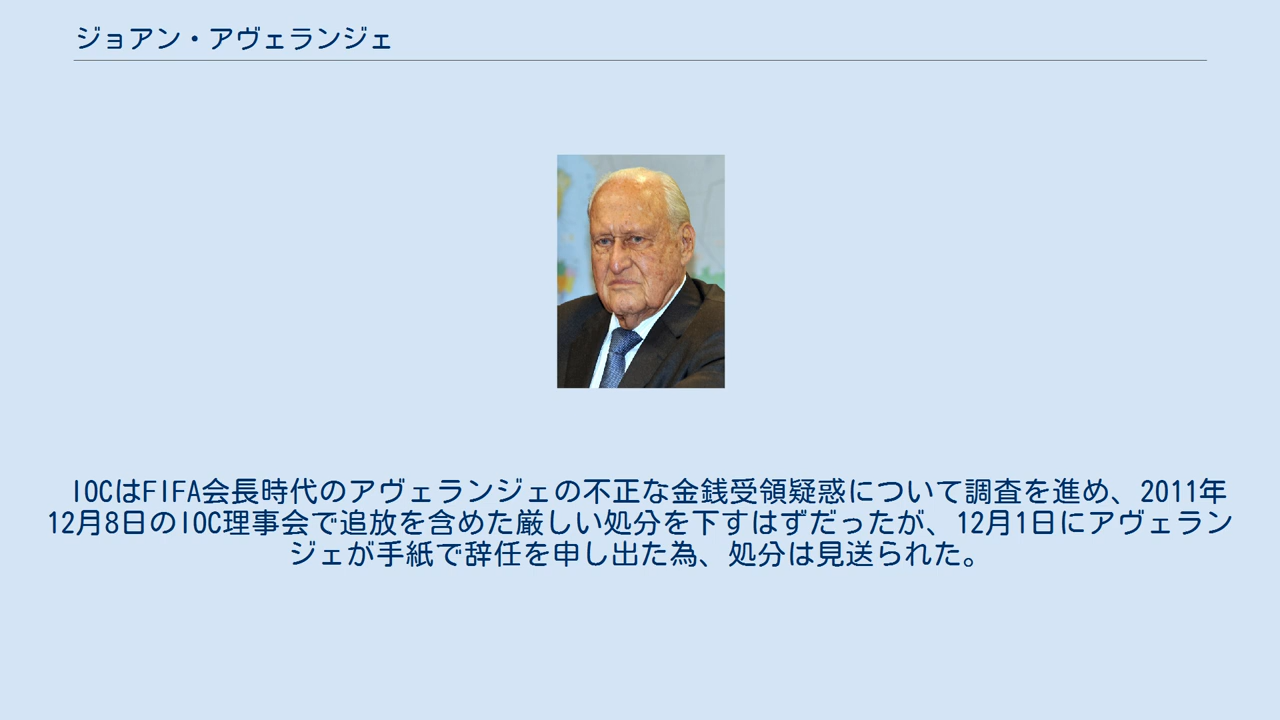 ジョアン・アヴェランジェ
IOCはFIFA会長時代のアヴェランジェの不正な金銭受領疑惑について調査を進め、2011年
12月8日のIOC理事会で追放を含めた厳しい処分を下すはずだったが、12月1日にアヴェラン
ジェが手紙で辞任を申し出た為、処分は見送られた。